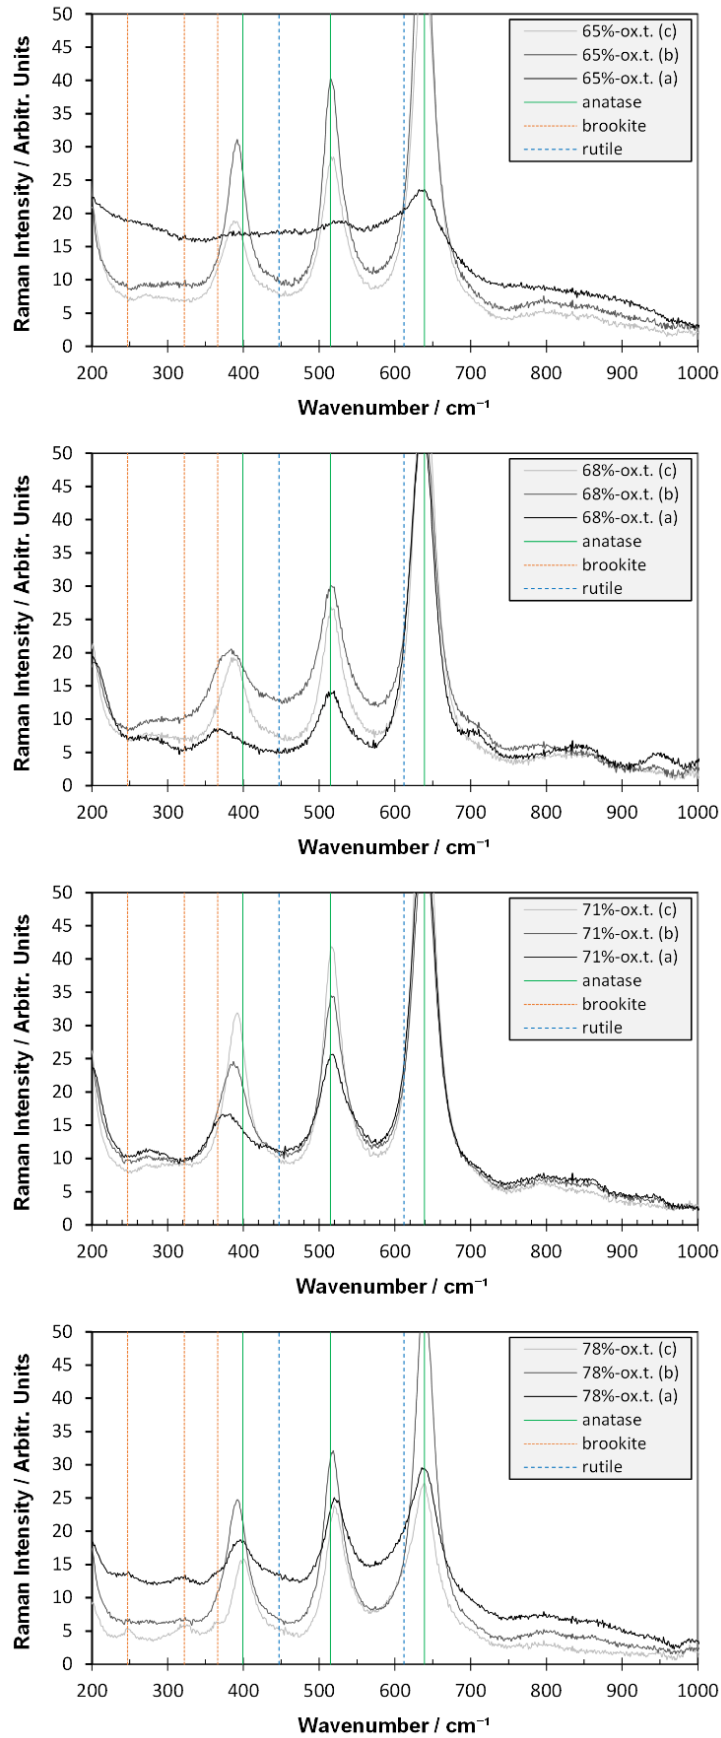 50
45
40
35
30
25
20
15
10
5
0
Raman Intensity / Arbitr. Units
65%-ox.t. (c)
65%-ox.t. (b)
65%-ox.t. (a)
anatase
brookite
rutile
200 300 400 500 600 700 800 900 1000
Wavenumber / cm⁻¹
50
45
40
35
30
25
20
15
10
5
0
Raman Intensity / Arbitr. Units
68%-ox.t. (c)
68%-ox.t. (b)
68%-ox.t. (a)
anatase
brookite
rutile
200 300 400 500 600 700 800 900 1000
Wavenumber / cm⁻¹
50
45
40
35
30
25
20
15
10
5
0
Raman Intensity / Arbitr. Units
71%-ox.t. (c)
71%-ox.t. (b)
71%-ox.t. (a)
anatase
brookite
rutile
200 300 400 500 600 700 800 900 1000
Wavenumber / cm⁻¹
50
45
40
35
30
25
20
15
10
5
0
Raman Intensity / Arbitr. Units
78%-ox.t. (c)
78%-ox.t. (b)
78%-ox.t. (a)
anatase
brookite
rutile
200 300 400 500 600 700 800 900 1000
Wavenumber / cm⁻¹